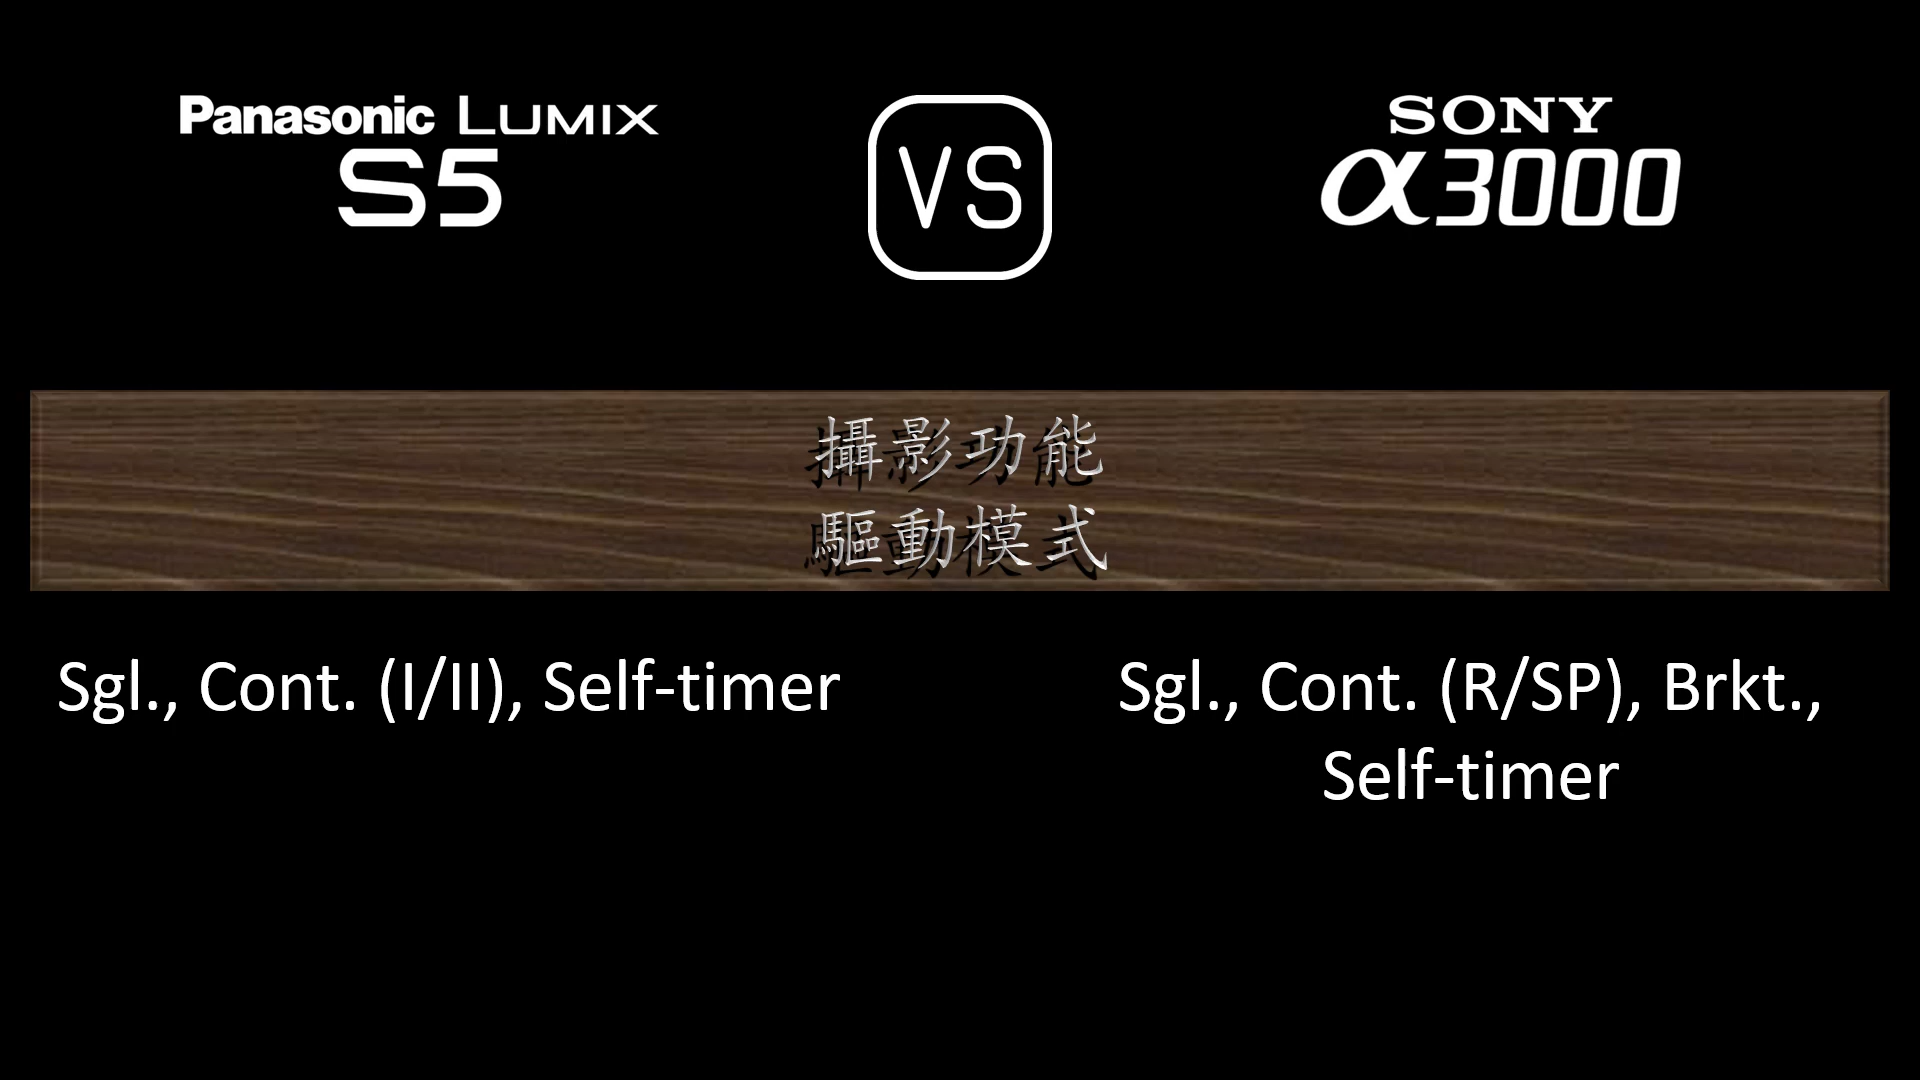 Panasonic LUMIX
S5
VS
SONY
α3000
攝影功能
驅動模式
Sgl., Cont. (I/II), Self-timer
Sgl., Cont. (R/SP), Brkt.,
Self-timer